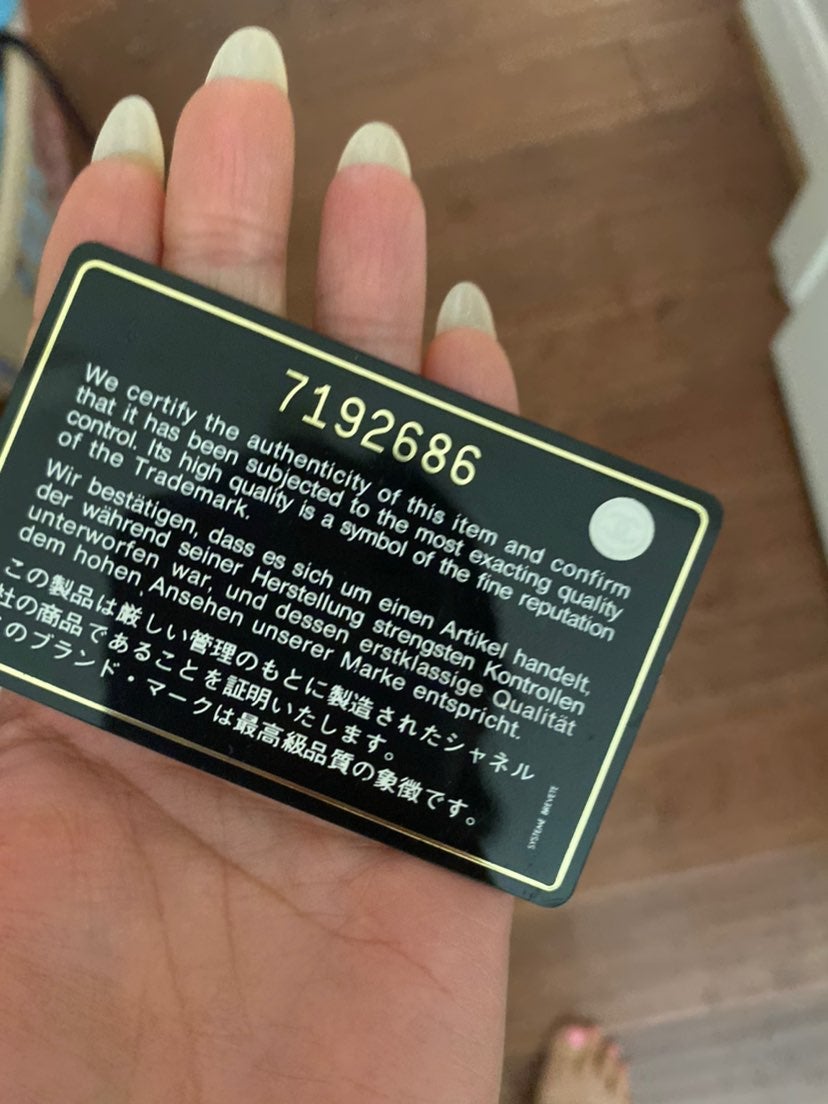 7192686
We certify the authenticity of this item and confirm
that it has been subjected to the most exacting quality
control. Its high quality is a symbol of the fine reputation
of the Trademark.
Wir bestätigen, dass es sich um einen Artikel handelt,
der während seiner Herstellung strengsten Kontrollen
unterworfen war, und dessen erstklassige Qualität
dem hohen Ansehen unserer Marke entspricht.
この製品は厳しい管理のもとに製造されたシャネル
社の商品であることを証明いたします。
このブランド・マークは最高級品質の象徴です。
SYSTEME BREVETE